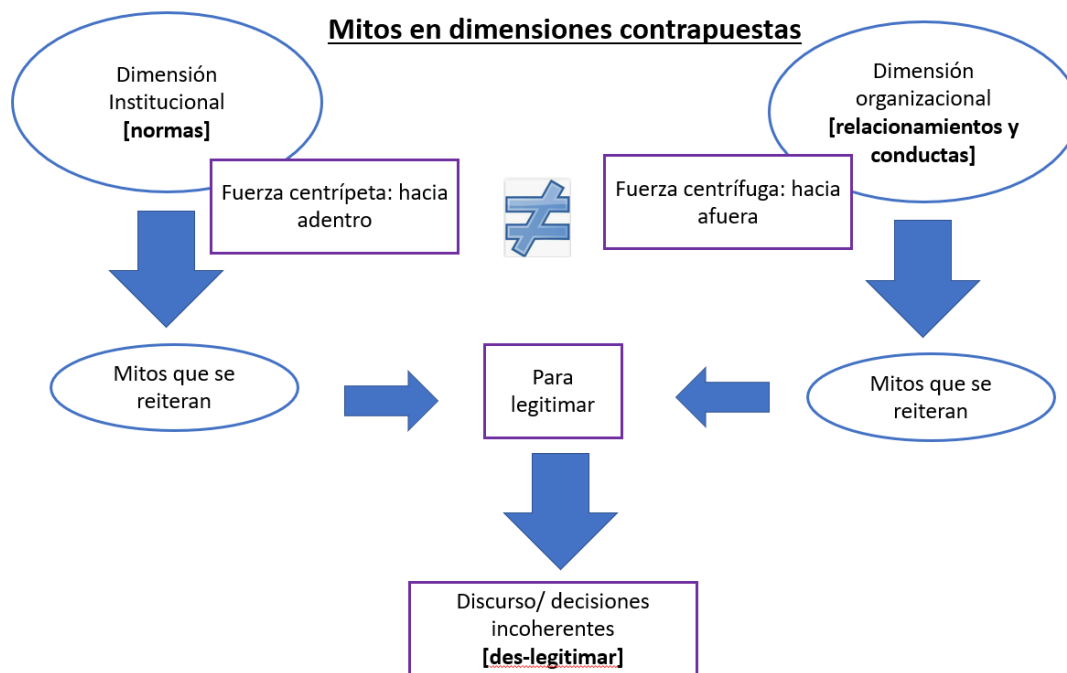 Mitos en dimensiones contrapuestas
Dimensión
Institucional
[normas]
Dimensión
organizacional
[relacionamientos y
conductas]
Fuerza centrípeta: hacia
adentro
Fuerza centrífuga: hacia
afuera
Mitos que se
reiteran
Para
legitimar
Mitos que se
reiteran
Discurso/ decisiones
incoherentes
[des-legitimar]